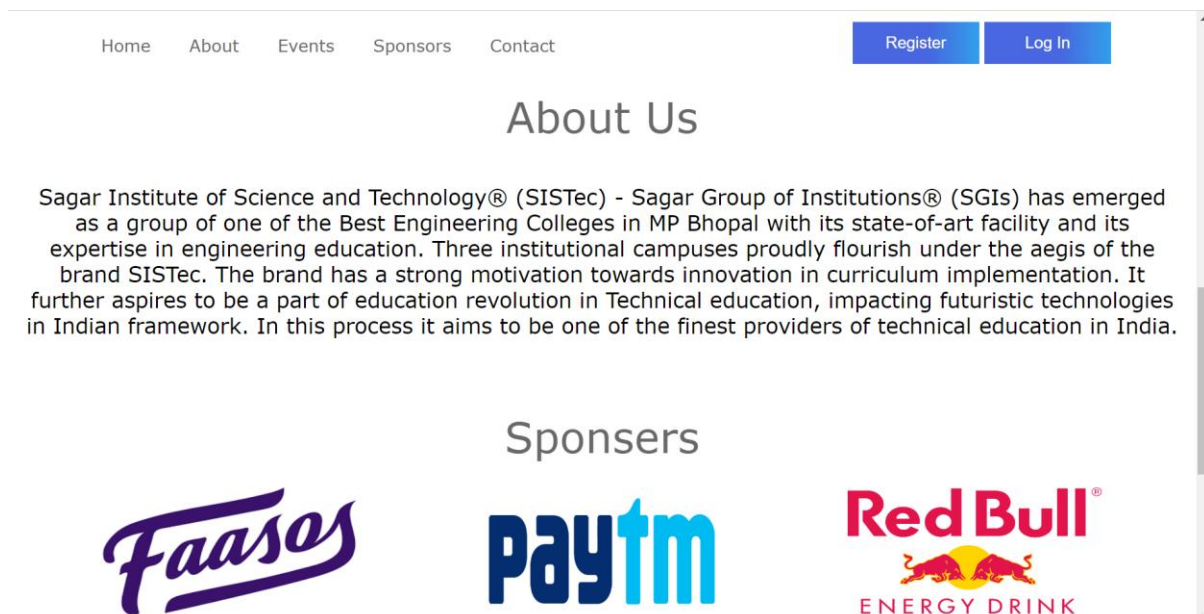 Home About Events Sponsors Contact Register Log In
About Us
Sagar Institute of Science and Technology® (SISTec) - Sagar Group of Institutions® (SGIs) has emerged
as a group of one of the Best Engineering Colleges in MP Bhopal with its state-of-art facility and its
expertise in engineering education. Three institutional campuses proudly flourish under the aegis of the
brand SISTec. The brand has a strong motivation towards innovation in curriculum implementation. It
further aspires to be a part of education revolution in Technical education, impacting futuristic technologies
in Indian framework. In this process it aims to be one of the finest providers of technical education in India.
Sponsers
Faasos
paytm
Red Bull®
ENERGY DRINK